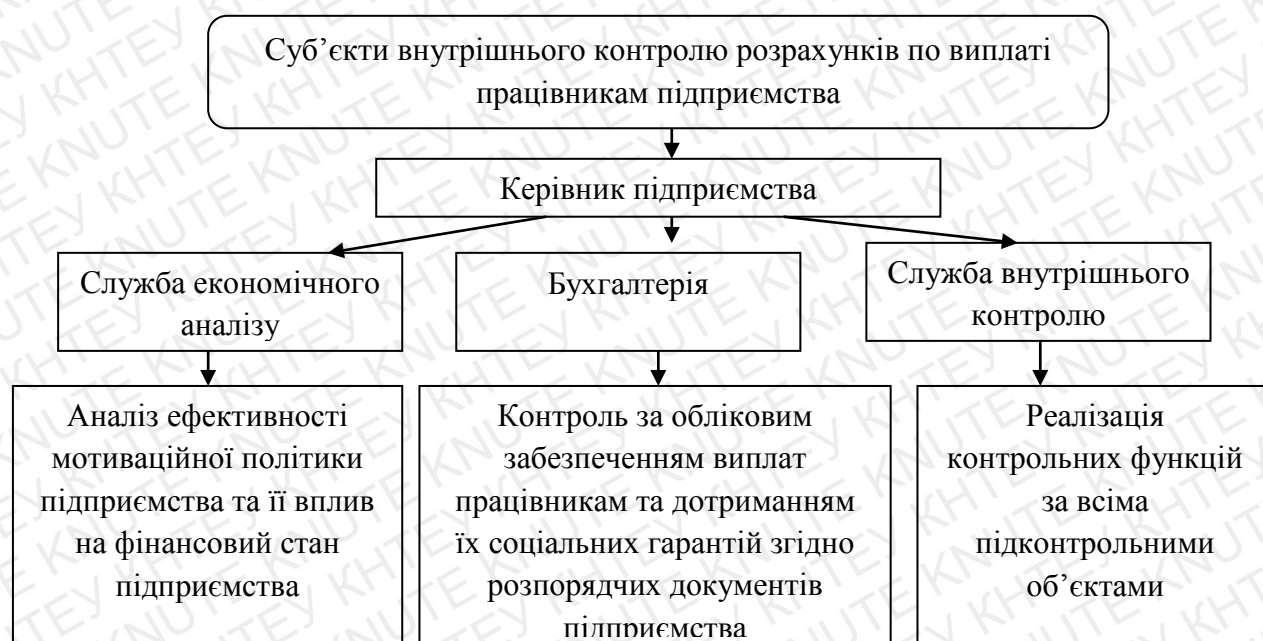 Суб’єкти внутрішнього контролю розрахунків по виплаті
працівникам підприємства
Керівник підприємства
Служба економічного
аналізу
Бухгалтерія
Служба внутрішнього
контролю
Аналіз ефективності
мотиваційної політики
підприємства та її вплив
на фінансовий стан
підприємства
Контроль за обліковим
забезпеченням виплат
працівникам та дотриманням
їх соціальних гарантій згідно
розпорядчих документів
підприємства
Реалізація
контрольних функцій
за всіма
підконтрольними
об’єктами